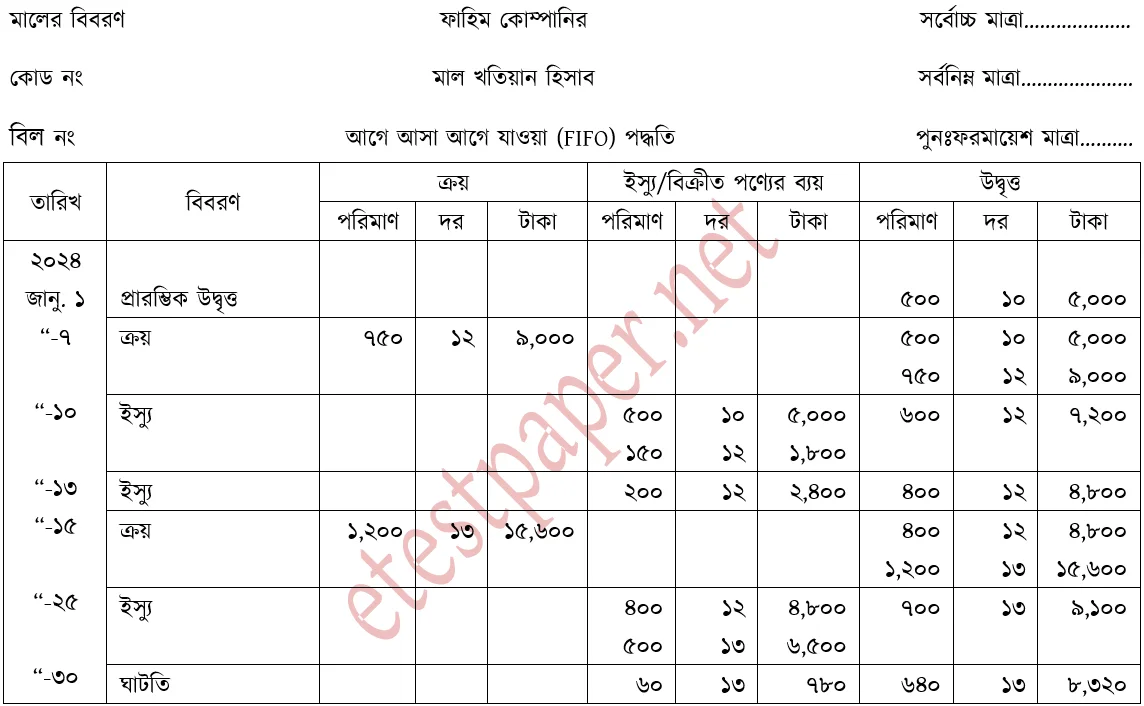 মালের বিবরণ ফাহিম কোম্পানির সর্বোচ্চ মাত্রা....................
কোড নং মাল খতিয়ান হিসাব সর্বনিম্ন মাত্রা.....................
বিল নং আগে আসা আগে যাওয়া (FIFO) পদ্ধতি পুনঃফরমায়েশ মাত্রা..........
তারিখ বিবরণ ক্রয় ইস্যু/বিক্রীত পণ্যের ব্যয় উদ্বৃত্ত
পরিমাণ দর টাকা পরিমাণ দর টাকা পরিমাণ দর টাকা
২০২৪
জানু. ১ প্রারম্ভিক উদ্বৃত্ত ৫০০ ১০ ৫,০০০
“-৭ ক্রয় ৭৫০ ১২ ৯,০০০ ৫০০ ১০ ৫,০০০
৭৫০ ১২ ৯,০০০
“-১০ ইস্যু ৫০০ ১০ ৫,০০০ ৬০০ ১২ ৭,২০০
১৫০ ১২ ১,৮০০
“-১৩ ইস্যু ২০০ ১২ ২,৪০০ ৪০০ ১২ ৪,৮০০
“-১৫ ক্রয় ১,২০০ ১৩ ১৫,৬০০ ৪০০ ১২ ৪,৮০০
১,২০০ ১৩ ১৫,৬০০
“-২৫ ইস্যু ৪০০ ১২ ৪,৮০০ ৭০০ ১৩ ৯,১০০
৫০০ ১৩ ৬,৫০০
“-৩০ ঘাটতি ৬০ ১৩ ৭৮০ ৬৪০ ১৩ ৮,৩২০
etestpaper.net